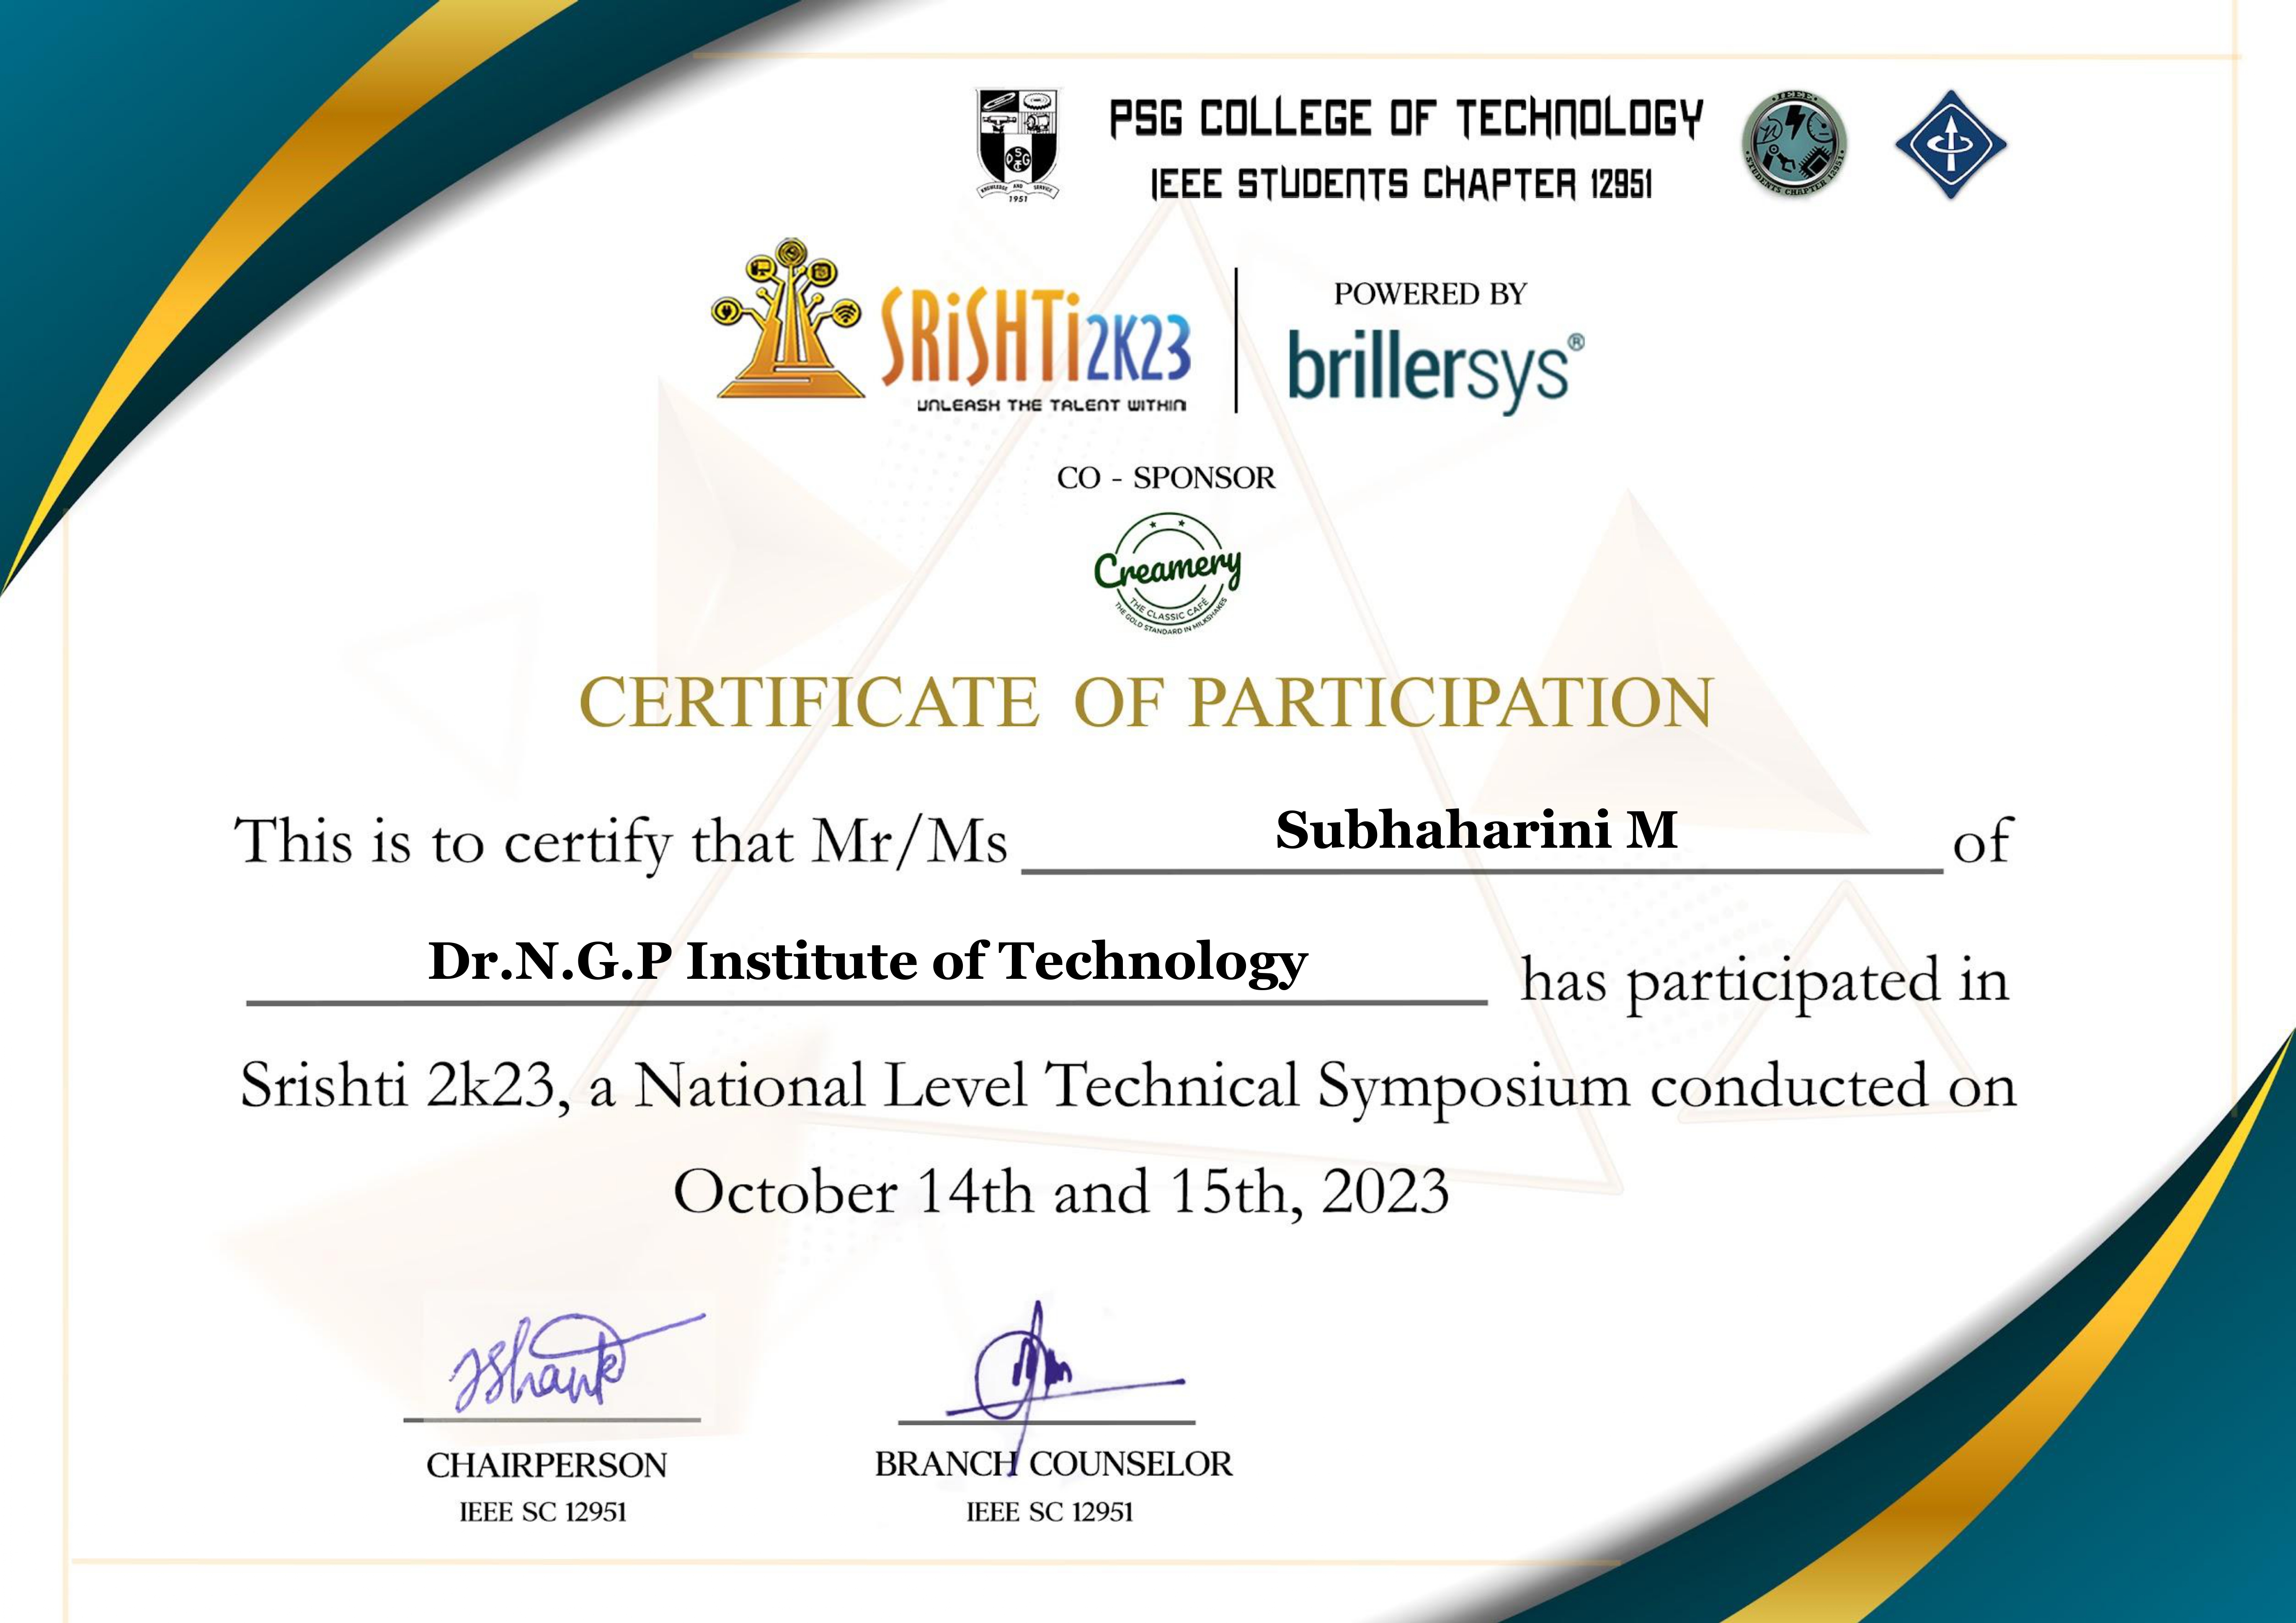 PSG COLLEGE OF TECHNOLOGY
IEEE STUDENTS CHAPTER 12951
KNOWLEDGE AND SERVICE
1951
IEEE
STUDENTS CHAPTER 12951
SRiSHTi2K23
UNLEASH THE TALENT WITHIN
POWERED BY
brillersys®
CO - SPONSOR
Creamery
THE CLASSIC CAFÉ
THE GOLD STANDARD IN MILKSHAKES
CERTIFICATE OF PARTICIPATION
This is to certify that Mr/Ms Subhaharini M of
Dr.N.G.P Institute of Technology has participated in
Srishti 2k23, a National Level Technical Symposium conducted on
October 14th and 15th, 2023
CHAIRPERSON
IEEE SC 12951
BRANCH COUNSELOR
IEEE SC 12951